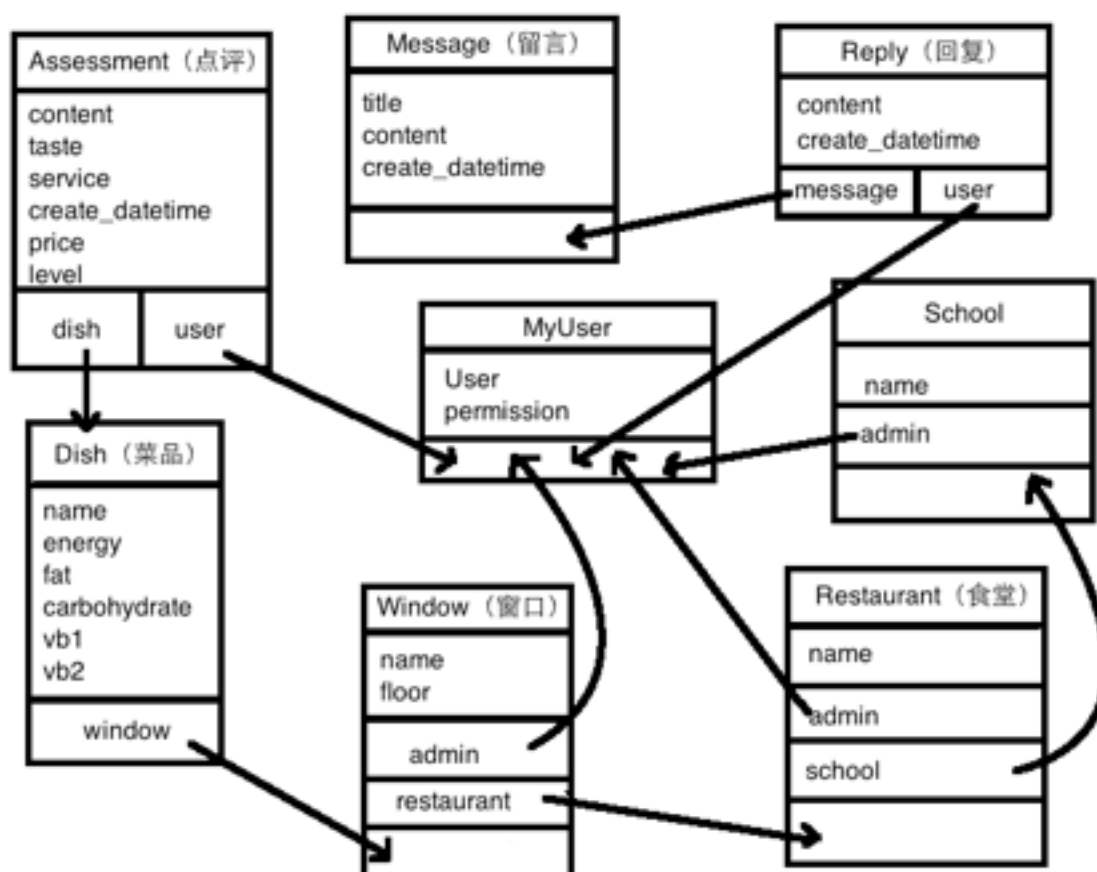 Assessment（点评）
content
taste
service
create_datetime
price
level
dish
user
Message（留言）
title
content
create_datetime
Reply（回复）
content
create_datetime
message
user
MyUser
User
permission
School
name
admin
Dish（菜品）
name
energy
fat
carbohydrate
vb1
vb2
window
Window（窗口）
name
floor
admin
restaurant
Restaurant（食堂）
name
admin
school